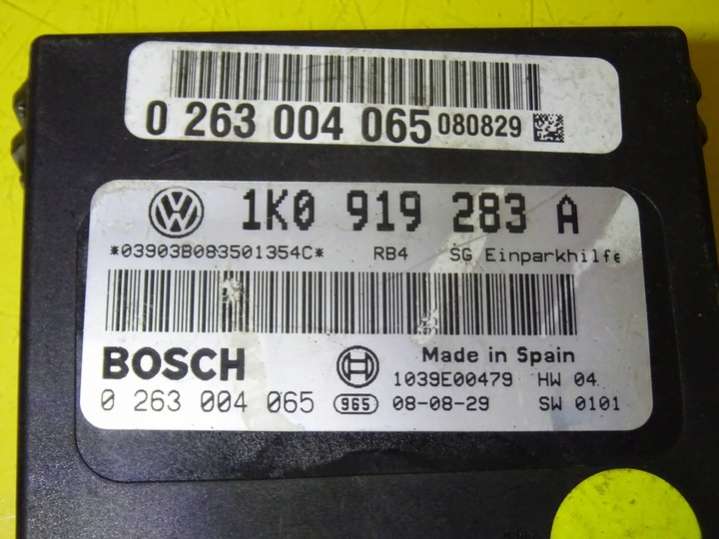 0 263 004 065 080829
1K0 919 283 A
*03903B083501354C* RB4 SG Einparkhilfe
BOSCH Made in Spain
1039E00479 HW 04
0 263 004 065 965 08-08-29 SW 0101